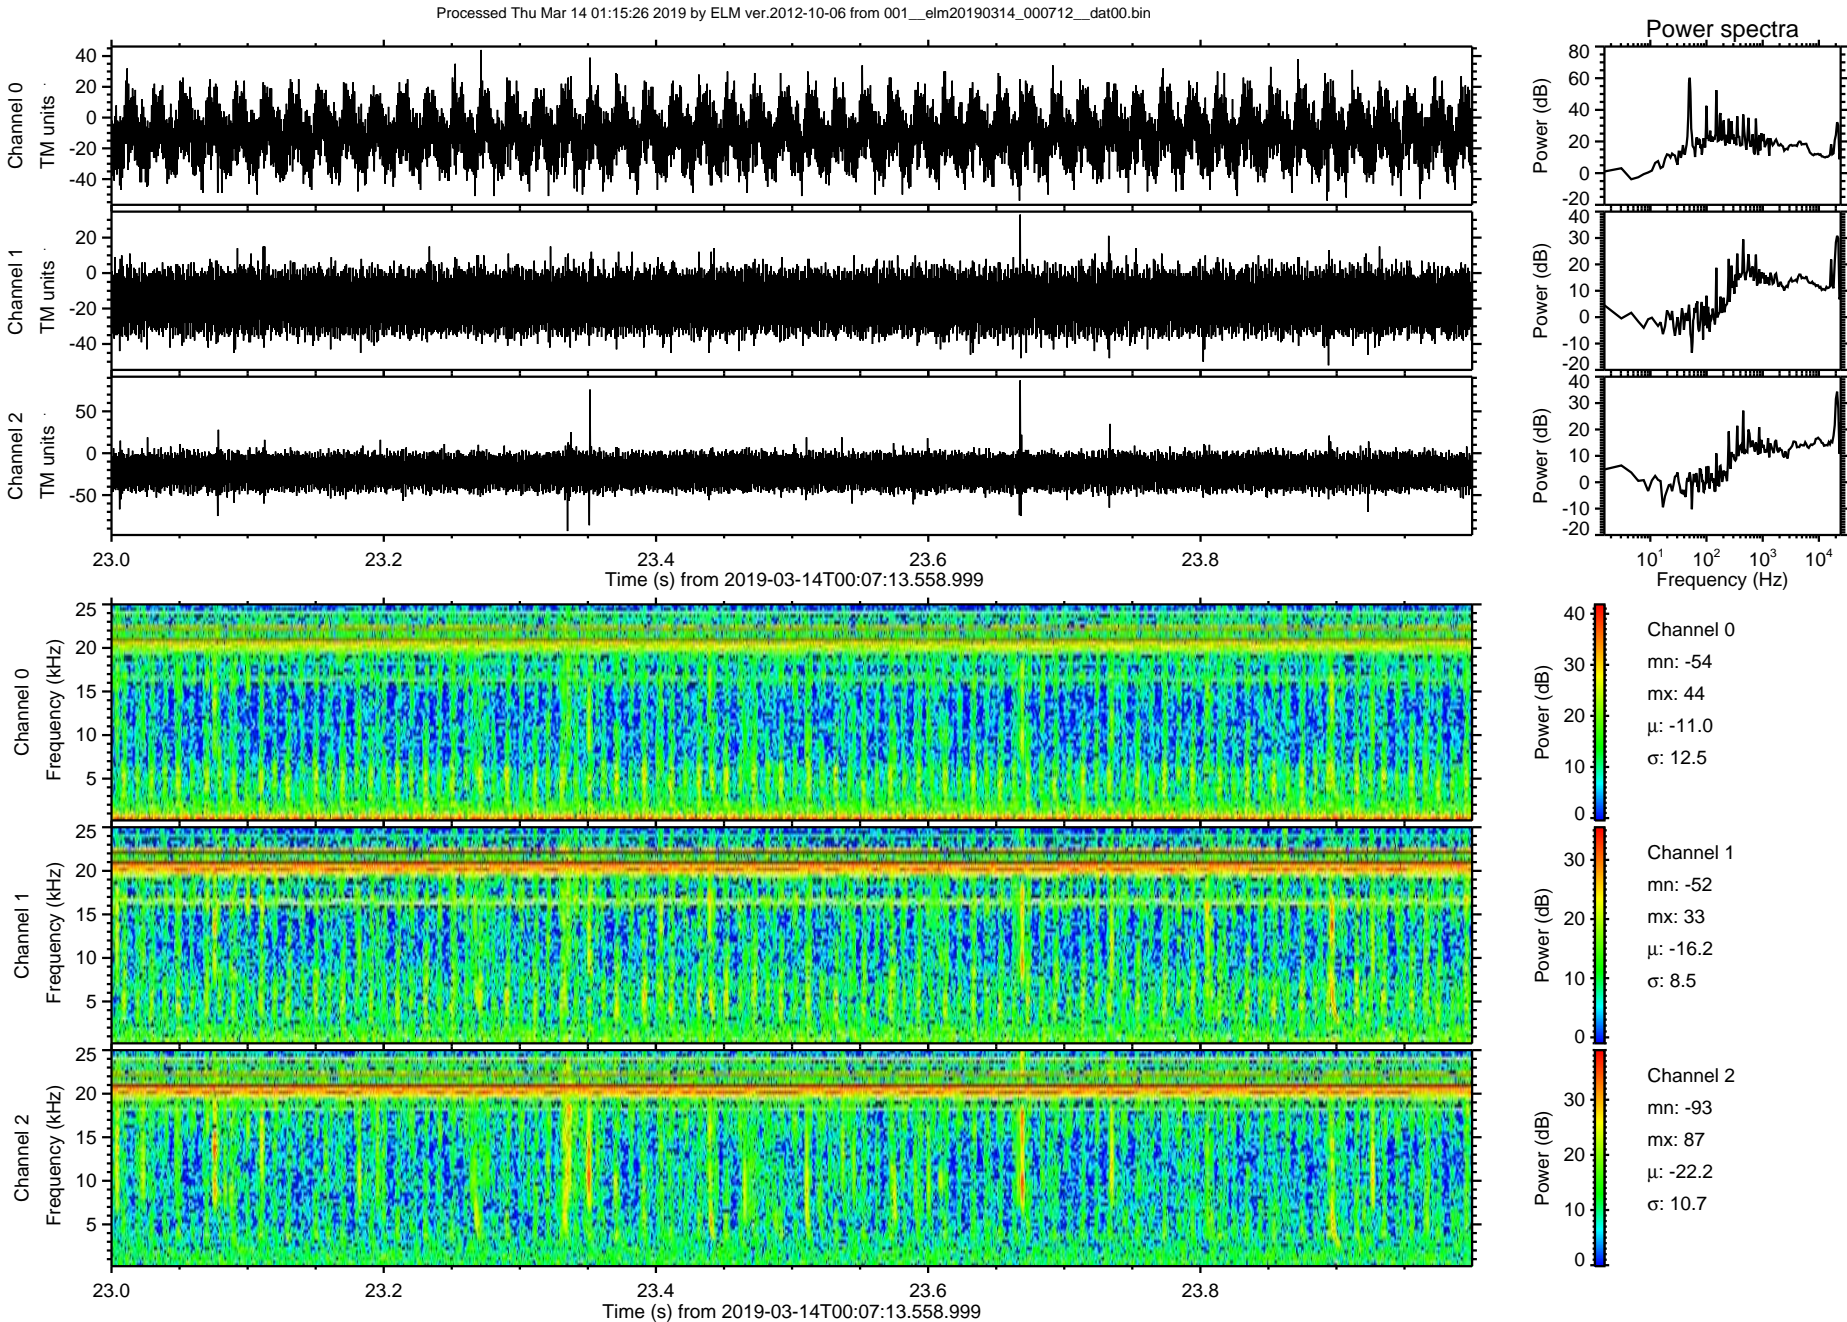 Processed Thu Mar 14 01:15:26 2019 by ELM ver.2012-10-06 from 001__elm20190314_000712__dat00.bin
Power spectra
Channel 0
TM units
40
20
0
-20
-40
Power (dB)
80
60
40
20
0
-20
Channel 1
TM units
20
0
-20
-40
Power (dB)
40
30
20
10
0
-10
-20
Channel 2
TM units
50
0
-50
Power (dB)
40
30
20
10
0
-10
-20
23.0 23.2 23.4 23.6 23.8
Time (s) from 2019-03-14T00:07:13.558.999
10¹ 10² 10³ 10⁴
Frequency (Hz)
Channel 0
Frequency (kHz)
25
20
15
10
5
Power (dB)
40
30
20
10
0
Channel 0
mn: -54
mx: 44
μ: -11.0
σ: 12.5
Channel 1
Frequency (kHz)
25
20
15
10
5
Power (dB)
30
20
10
0
Channel 1
mn: -52
mx: 33
μ: -16.2
σ: 8.5
Channel 2
Frequency (kHz)
25
20
15
10
5
Power (dB)
30
20
10
0
Channel 2
mn: -93
mx: 87
μ: -22.2
σ: 10.7
23.0 23.2 23.4 23.6 23.8
Time (s) from 2019-03-14T00:07:13.558.999